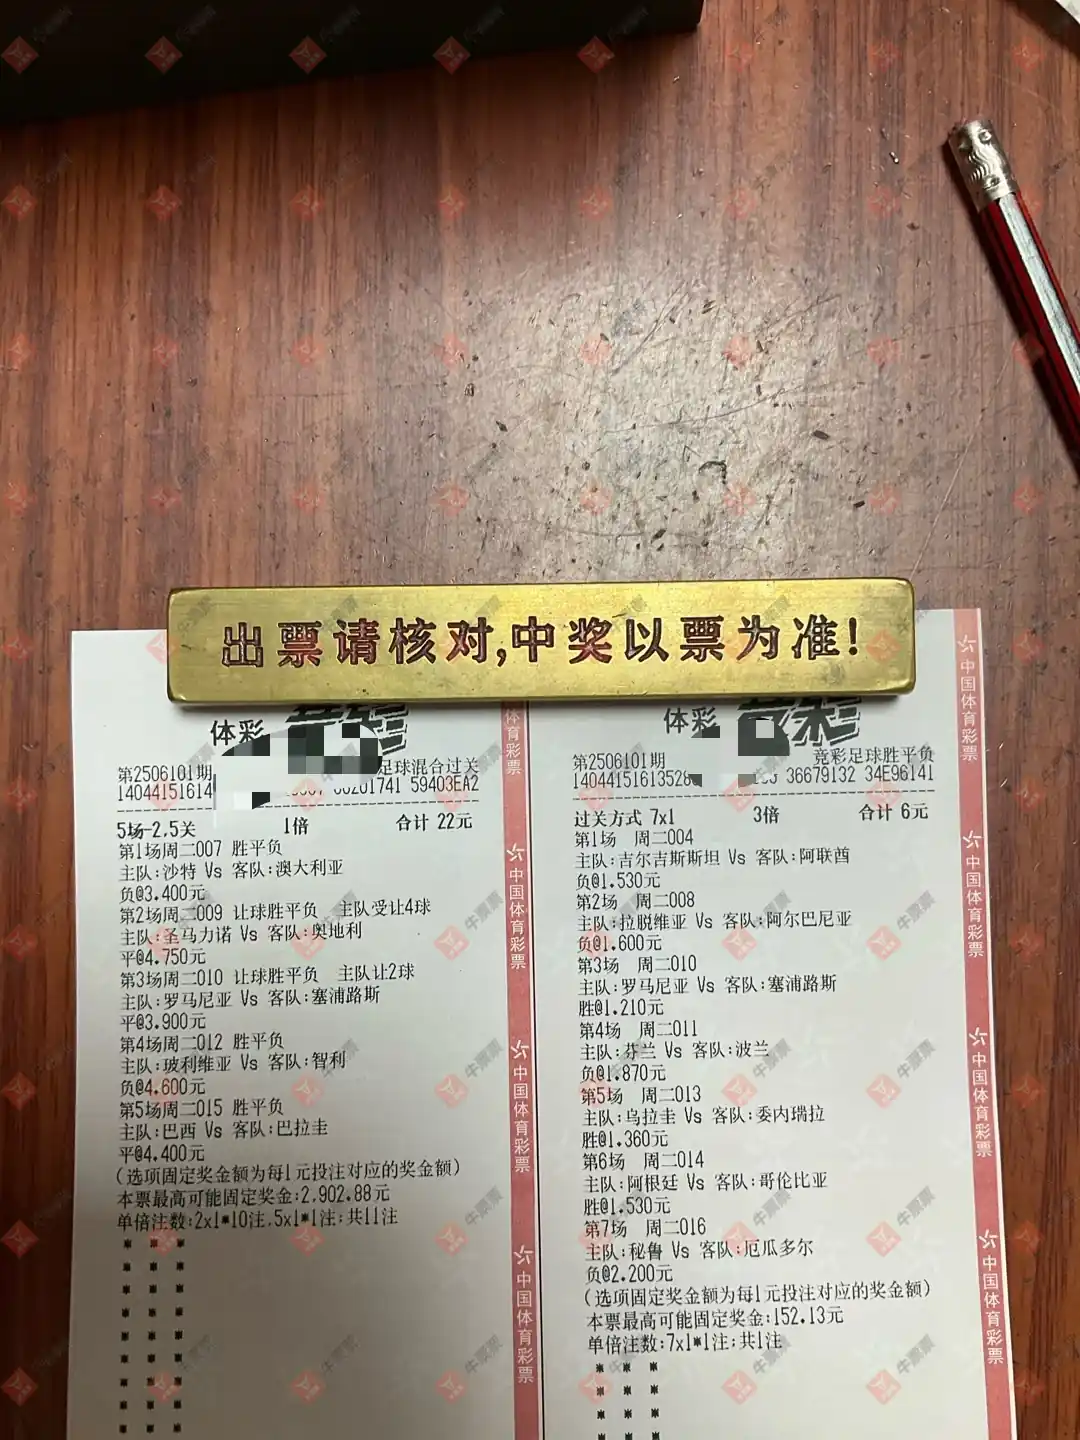 出票请核对,中奖以票为准!
体彩
第2506101期
足球混合过关
14044151614
66201741 59403EA2
5场-2,5关 1倍 合计 22元
第1场周二007 胜平负
主队:沙特 Vs 客队:澳大利亚
负@3.400元
第2场周二009 让球胜平负 主队受让4球
主队:圣马力诺 Vs 客队:奥地利
平@4.750元
第3场周二010 让球胜平负 主队让2球
主队:罗马尼亚 Vs 客队:塞浦路斯
平@3.900元
第4场周二012 胜平负
主队:玻利维亚 Vs 客队:智利
负@4.600元
第5场周二015 胜平负
主队:巴西 Vs 客队:巴拉圭
平@4.400元
(选项固定奖金额为每1元投注对应的奖金额)
本票最高可能固定奖金:2,902.88元
单倍注数:2x1*10注,5x1*1注;共11注
体育彩票
中国体育彩票
中国体育彩票
中国体育彩票
体彩
第2506101期
竞彩足球胜平负
1404415161352
36679132 34E96141
过关方式 7x1 3倍 合计 6元
第1场 周二004
主队:吉尔吉斯斯坦 Vs 客队:阿联酋
负@1.530元
第2场 周二008
主队:拉脱维亚 Vs 客队:阿尔巴尼亚
负@1.600元
第3场 周二010
主队:罗马尼亚 Vs 客队:塞浦路斯
胜@1.210元
第4场 周二011
主队:芬兰 Vs 客队:波兰
负@1.870元
第5场 周二013
主队:乌拉圭 Vs 客队:委内瑞拉
胜@1.360元
第6场 周二014
主队:阿根廷 Vs 客队:哥伦比亚
胜@1.530元
第7场 周二016
主队:秘鲁 Vs 客队:厄瓜多尔
负@2.200元
(选项固定奖金额为每1元投注对应的奖金额)
本票最高可能固定奖金:152.13元
单倍注数:7x1*1注;共1注
中国体育彩票
中国体育彩票
中国体育彩票
中国体育彩票
牛票票